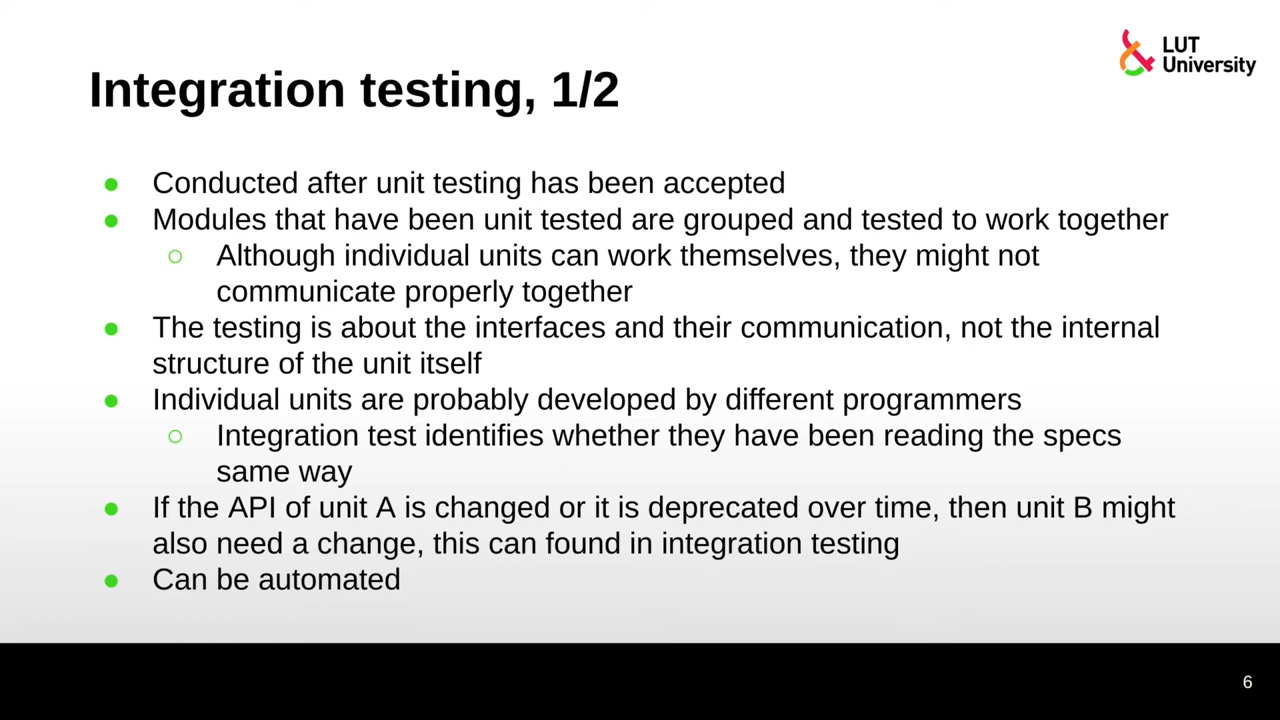 LUT
University
Integration testing, 1/2
● Conducted after unit testing has been accepted
● Modules that have been unit tested are grouped and tested to work together
○ Although individual units can work themselves, they might not
communicate properly together
● The testing is about the interfaces and their communication, not the internal
structure of the unit itself
● Individual units are probably developed by different programmers
○ Integration test identifies whether they have been reading the specs
same way
● If the API of unit A is changed or it is deprecated over time, then unit B might
also need a change, this can found in integration testing
● Can be automated
6